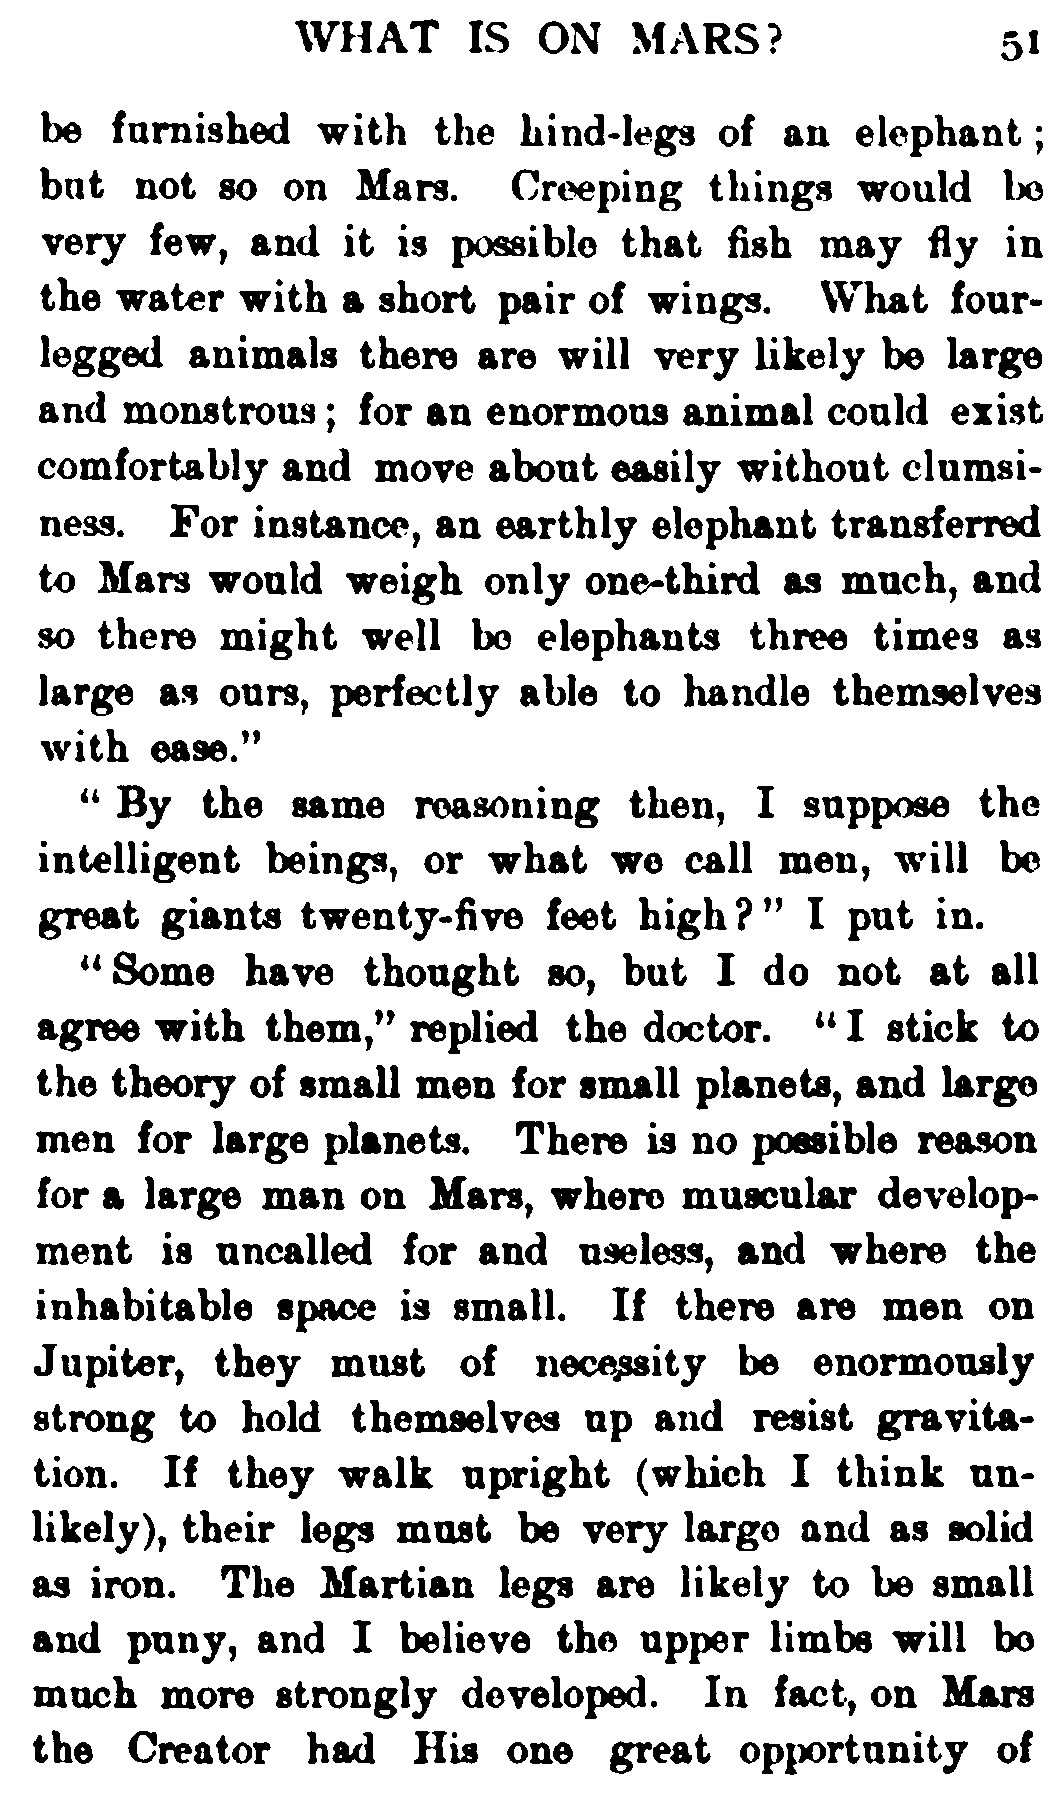 WHAT IS ON MARS? 51
be furnished with the hind-legs of an elephant;
but not so on Mars. Creeping things would be
very few, and it is possible that fish may fly in
the water with a short pair of wings. What four-
legged animals there are will very likely be large
and monstrous; for an enormous animal could exist
comfortably and move about easily without clumsi-
ness. For instance, an earthly elephant transferred
to Mars would weigh only one-third as much, and
so there might well be elephants three times as
large as ours, perfectly able to handle themselves
with ease."
"By the same reasoning then, I suppose the
intelligent beings, or what we call men, will be
great giants twenty-five feet high?" I put in.
"Some have thought so, but I do not at all
agree with them," replied the doctor. "I stick to
the theory of small men for small planets, and large
men for large planets. There is no possible reason
for a large man on Mars, where muscular develop-
ment is uncalled for and useless, and where the
inhabitable space is small. If there are men on
Jupiter, they must of necessity be enormously
strong to hold themselves up and resist gravita-
tion. If they walk upright (which I think un-
likely), their legs must be very large and as solid
as iron. The Martian legs are likely to be small
and puny, and I believe the upper limbs will be
much more strongly developed. In fact, on Mars
the Creator had His one great opportunity of